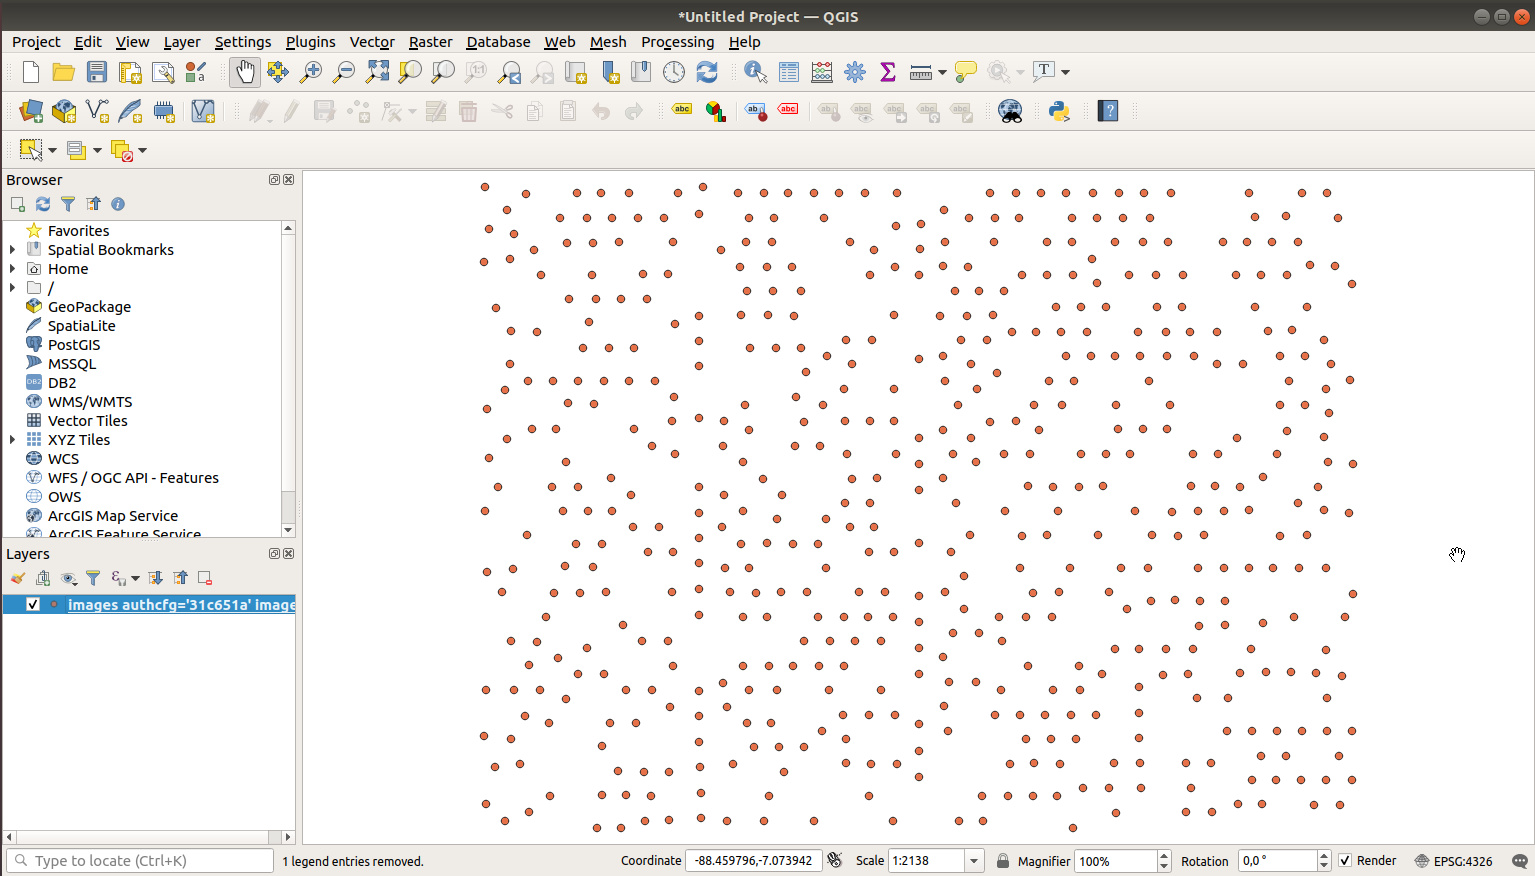 *Untitled Project — QGIS
Project Edit View Layer Settings Plugins Vector Raster Database Web Mesh Processing Help
Browser
Favorites
Spatial Bookmarks
Home
/
GeoPackage
SpatiaLite
PostGIS
MSSQL
DB2
WMS/WMTS
Vector Tiles
XYZ Tiles
WCS
WFS / OGC API - Features
OWS
ArcGIS Map Service
ArcGIS Feature Service
Layers
images authcfg='31c651a' image
Type to locate (Ctrl+K)
1 legend entries removed.
Coordinate -88.459796,-7.073942
Scale 1:2138
Magnifier 100%
Rotation 0,0 °
Render
EPSG:4326